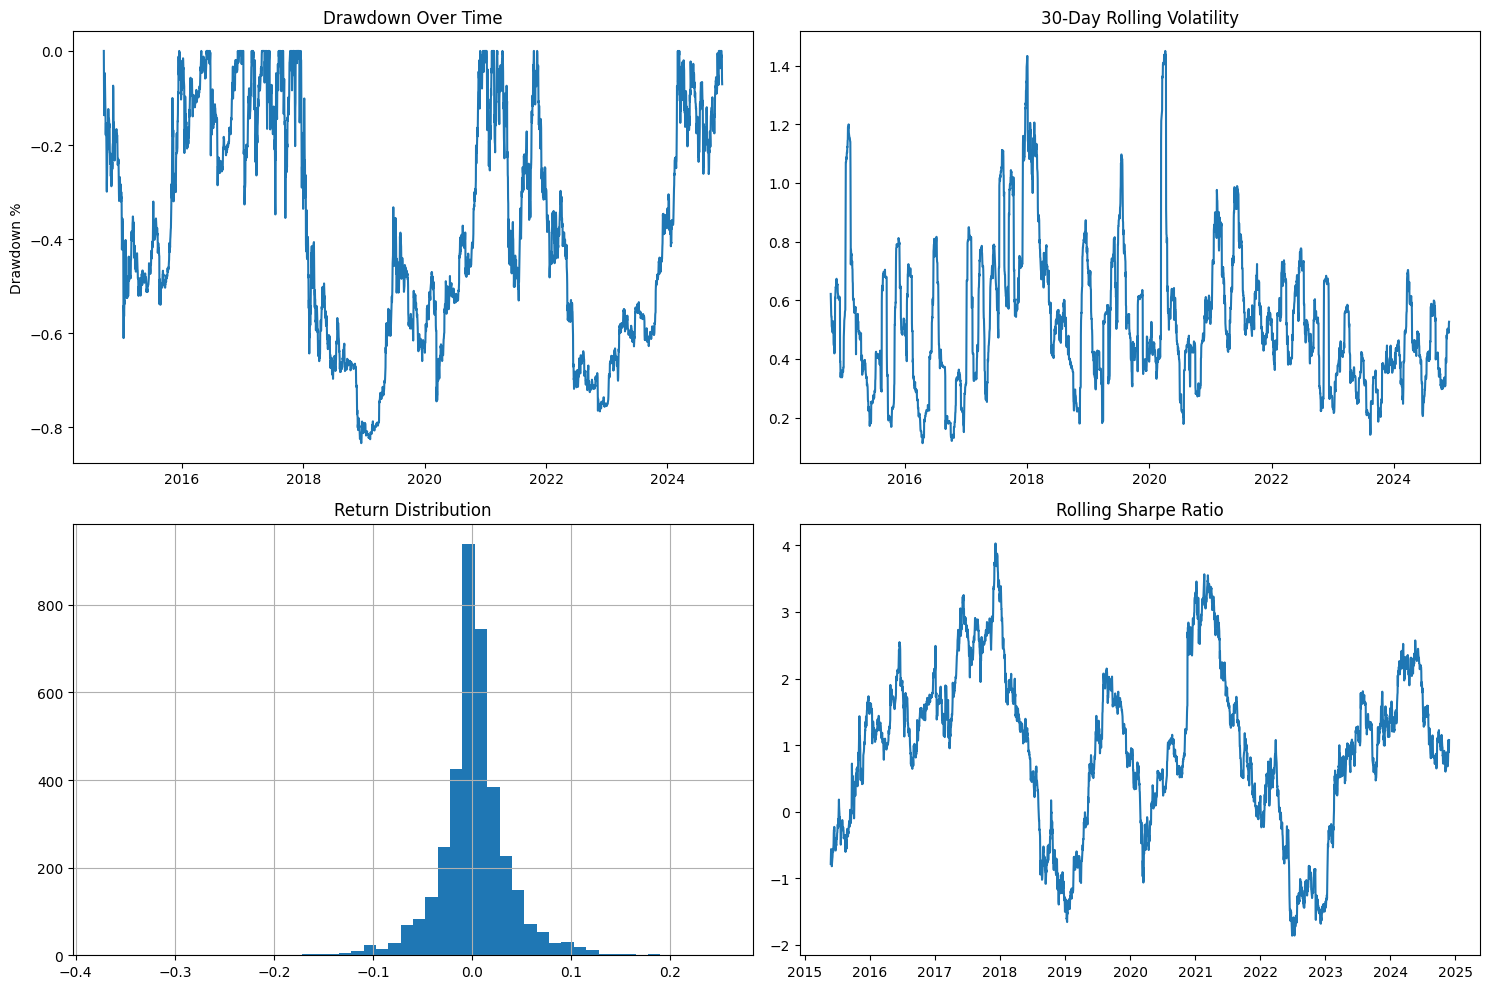 Drawdown Over Time
Drawdown %
0.0
−0.2
−0.4
−0.6
−0.8
2016 2018 2020 2022 2024
30-Day Rolling Volatility
1.4
1.2
1.0
0.8
0.6
0.4
0.2
2016 2018 2020 2022 2024
Return Distribution
800
600
400
200
0
−0.4 −0.3 −0.2 −0.1 0.0 0.1 0.2
Rolling Sharpe Ratio
4
3
2
1
0
−1
−2
2015 2016 2017 2018 2019 2020 2021 2022 2023 2024 2025